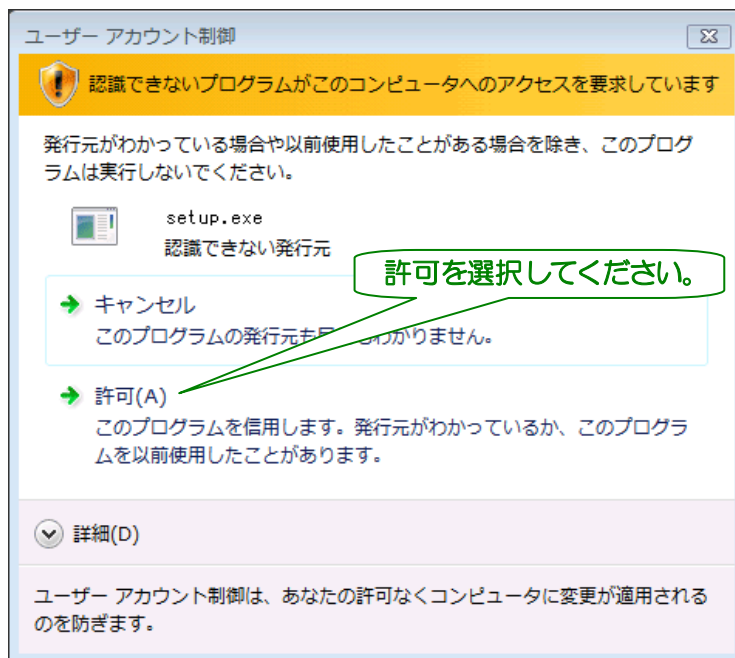 ユーザー アカウント制御
認識できないプログラムがこのコンピュータへのアクセスを要求しています
発行元がわかっている場合や以前使用したことがある場合を除き、このプログ
ラムは実行しないでください。
setup.exe
認識できない発行元
許可を選択してください。
キャンセル
このプログラムの発行元も わかりません。
許可(A)
このプログラムを信用します。発行元がわかっているか、このプログラ
ムを以前使用したことがあります。
詳細(D)
ユーザー アカウント制御は、あなたの許可なくコンピュータに変更が適用される
のを防ぎます。